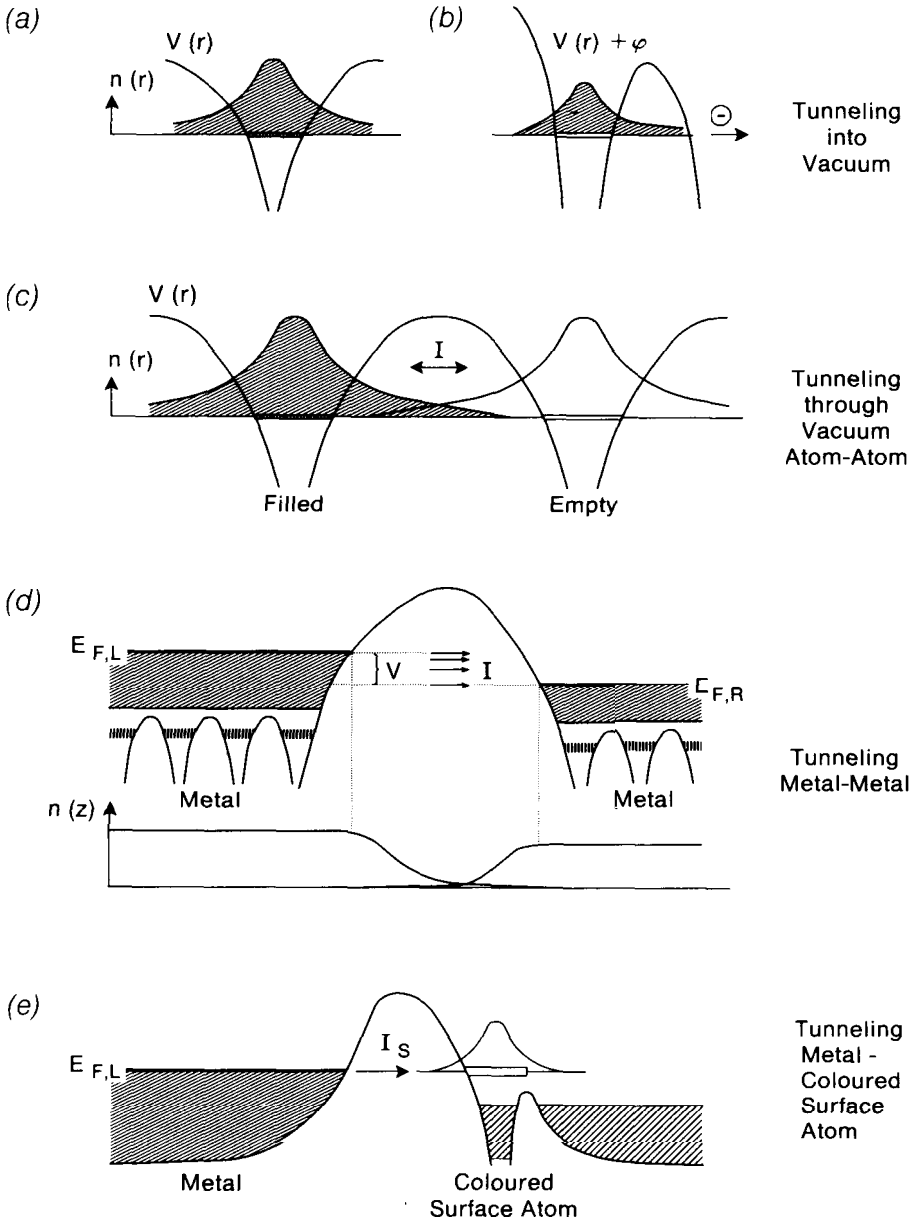 (a)
V (r)
n (r)
(b)
V (r) + φ
⊖
Tunneling
into
Vacuum
(c)
V (r)
n (r)
I
Filled
Empty
Tunneling
through
Vacuum
Atom-Atom
(d)
E F,L
V
I
E F,R
Metal
Metal
n (z)
Tunneling
Metal-Metal
(e)
E F,L
I S
Metal
Coloured
Surface Atom
Tunneling
Metal -
Coloured
Surface
Atom